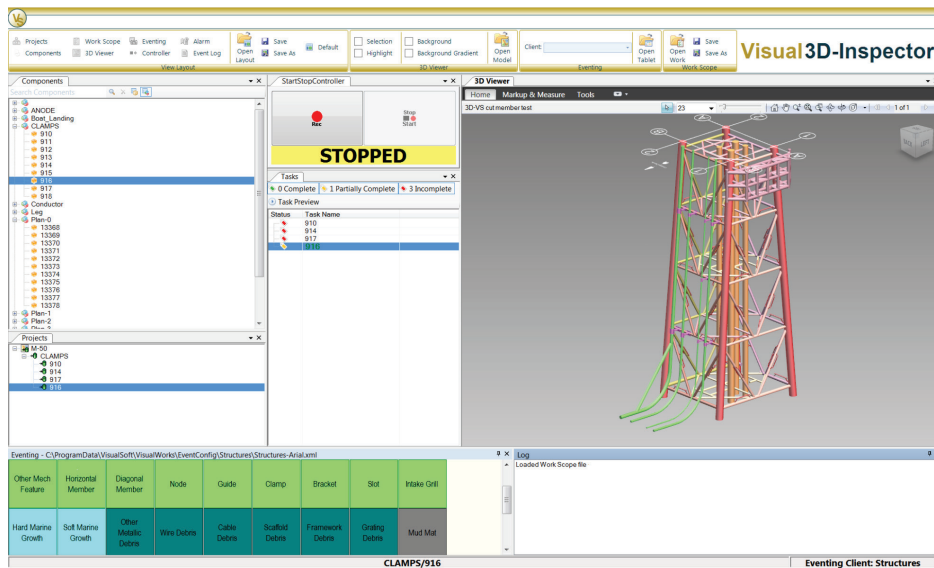 VS
Projects
Work Scope
Eventing
Alarm
Components
3D Viewer
Controller
Event Log
Open Layout
Save
Save As
Default
View Layout
Selection
Highlight
Background
Background Gradient
Open Model
3D Viewer
Client:
Open Tablet
Eventing
Open Work
Save
Save As
Work Scope
Visual3D-Inspector
Components
Search Components
ANODE
Boat_Landing
CLAMPS
910
911
912
913
914
915
916
917
918
Conductor
Leg
Plan-0
13368
13369
13370
13371
13372
13373
13374
13375
13376
13377
13378
Plan-1
Plan-2
Projects
M-50
CLAMPS
910
914
917
916
StartStopController
Rec
Stop
Start
STOPPED
Tasks
0 Complete
1 Partially Complete
3 Incomplete
Task Preview
Status Task Name
910
914
917
916
3D Viewer
Home Markup & Measure Tools
3D-VS cut member test
23
1 of 1
LEFT
Eventing - C:\ProgramData\VisualSoft\VisualWorks\EventConfig\Structures\Structures-Arial.xml
Other Mech Feature
Horizontal Member
Diagonal Member
Node
Guide
Clamp
Bracket
Slot
Intake Grill
Hard Marine Growth
Soft Marine Growth
Other Metallic Debris
Wire Debris
Cable Debris
Scaffold Debris
Framework Debris
Grating Debris
Mud Mat
Log
Loaded Work Scope file
CLAMPS/916
Eventing Client: Structures